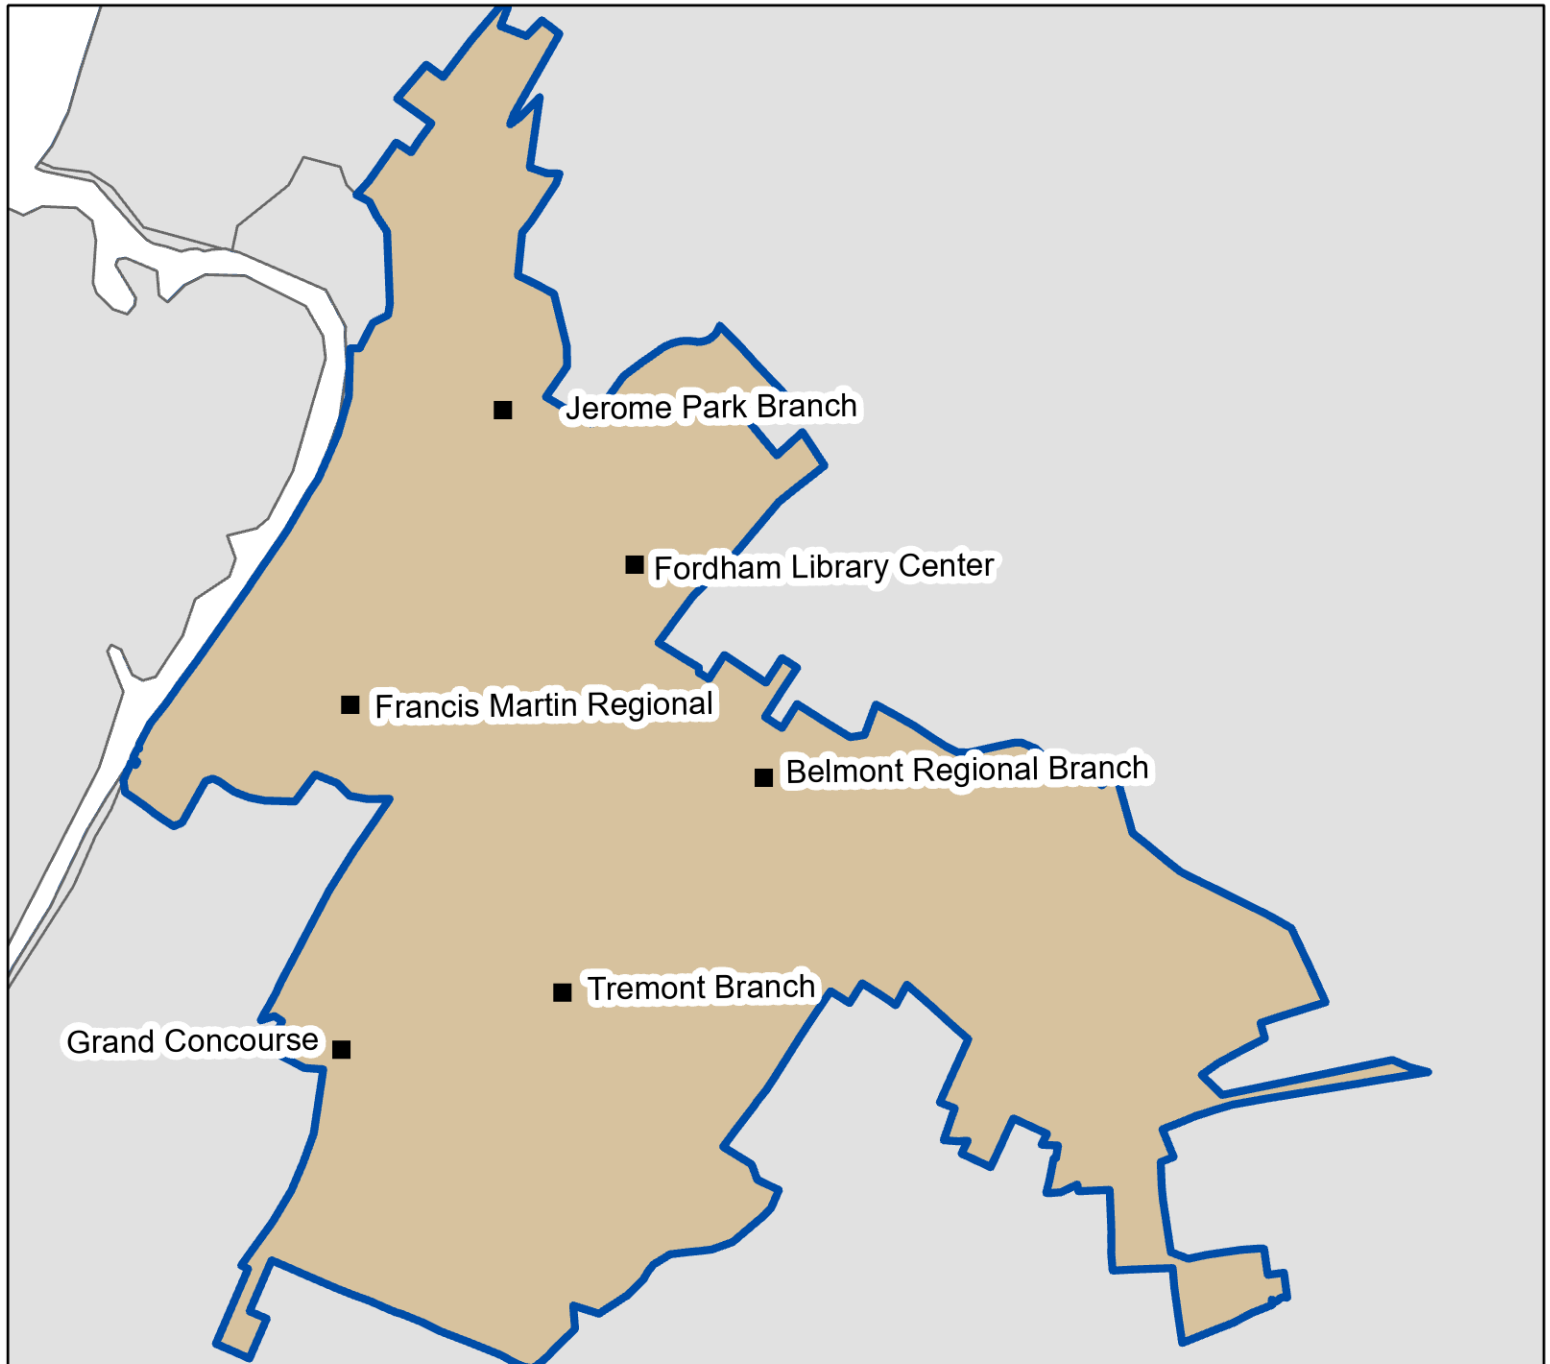 Jerome Park Branch
Fordham Library Center
Francis Martin Regional
Belmont Regional Branch
Tremont Branch
Grand Concourse